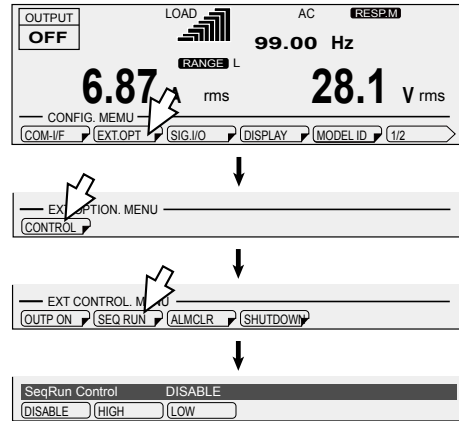 OUTPUT LOAD AC RESP.M
OFF 99.00 Hz
RANGE L
6.87 A rms 28.1 V rms
CONFIG. MEMU
COM-I/F EXT.OPT SIG.I/O DISPLAY MODEL ID 1/2
EXT OPTION. MENU
CONTROL
EXT CONTROL. MENU
OUTP ON SEQ RUN ALMCLR SHUTDOWN
SeqRun Control DISABLE
DISABLE HIGH LOW